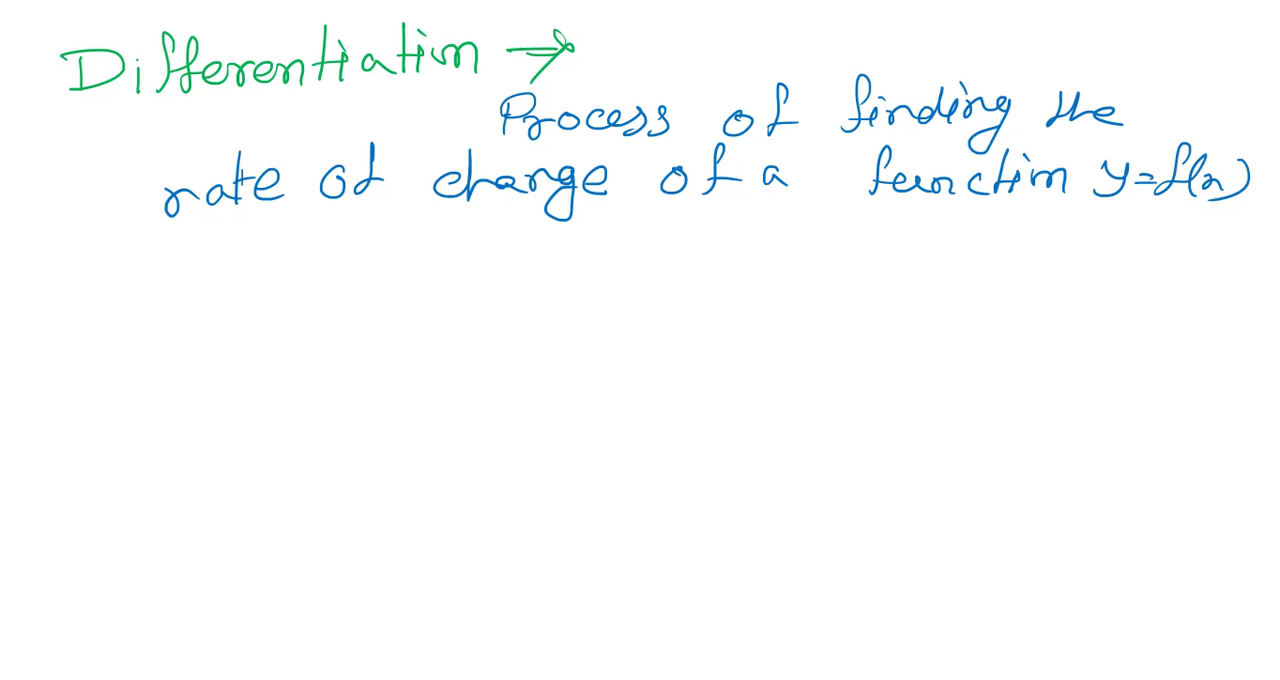 Differentiation →
Process of finding the
rate of change of a function y=f(x)